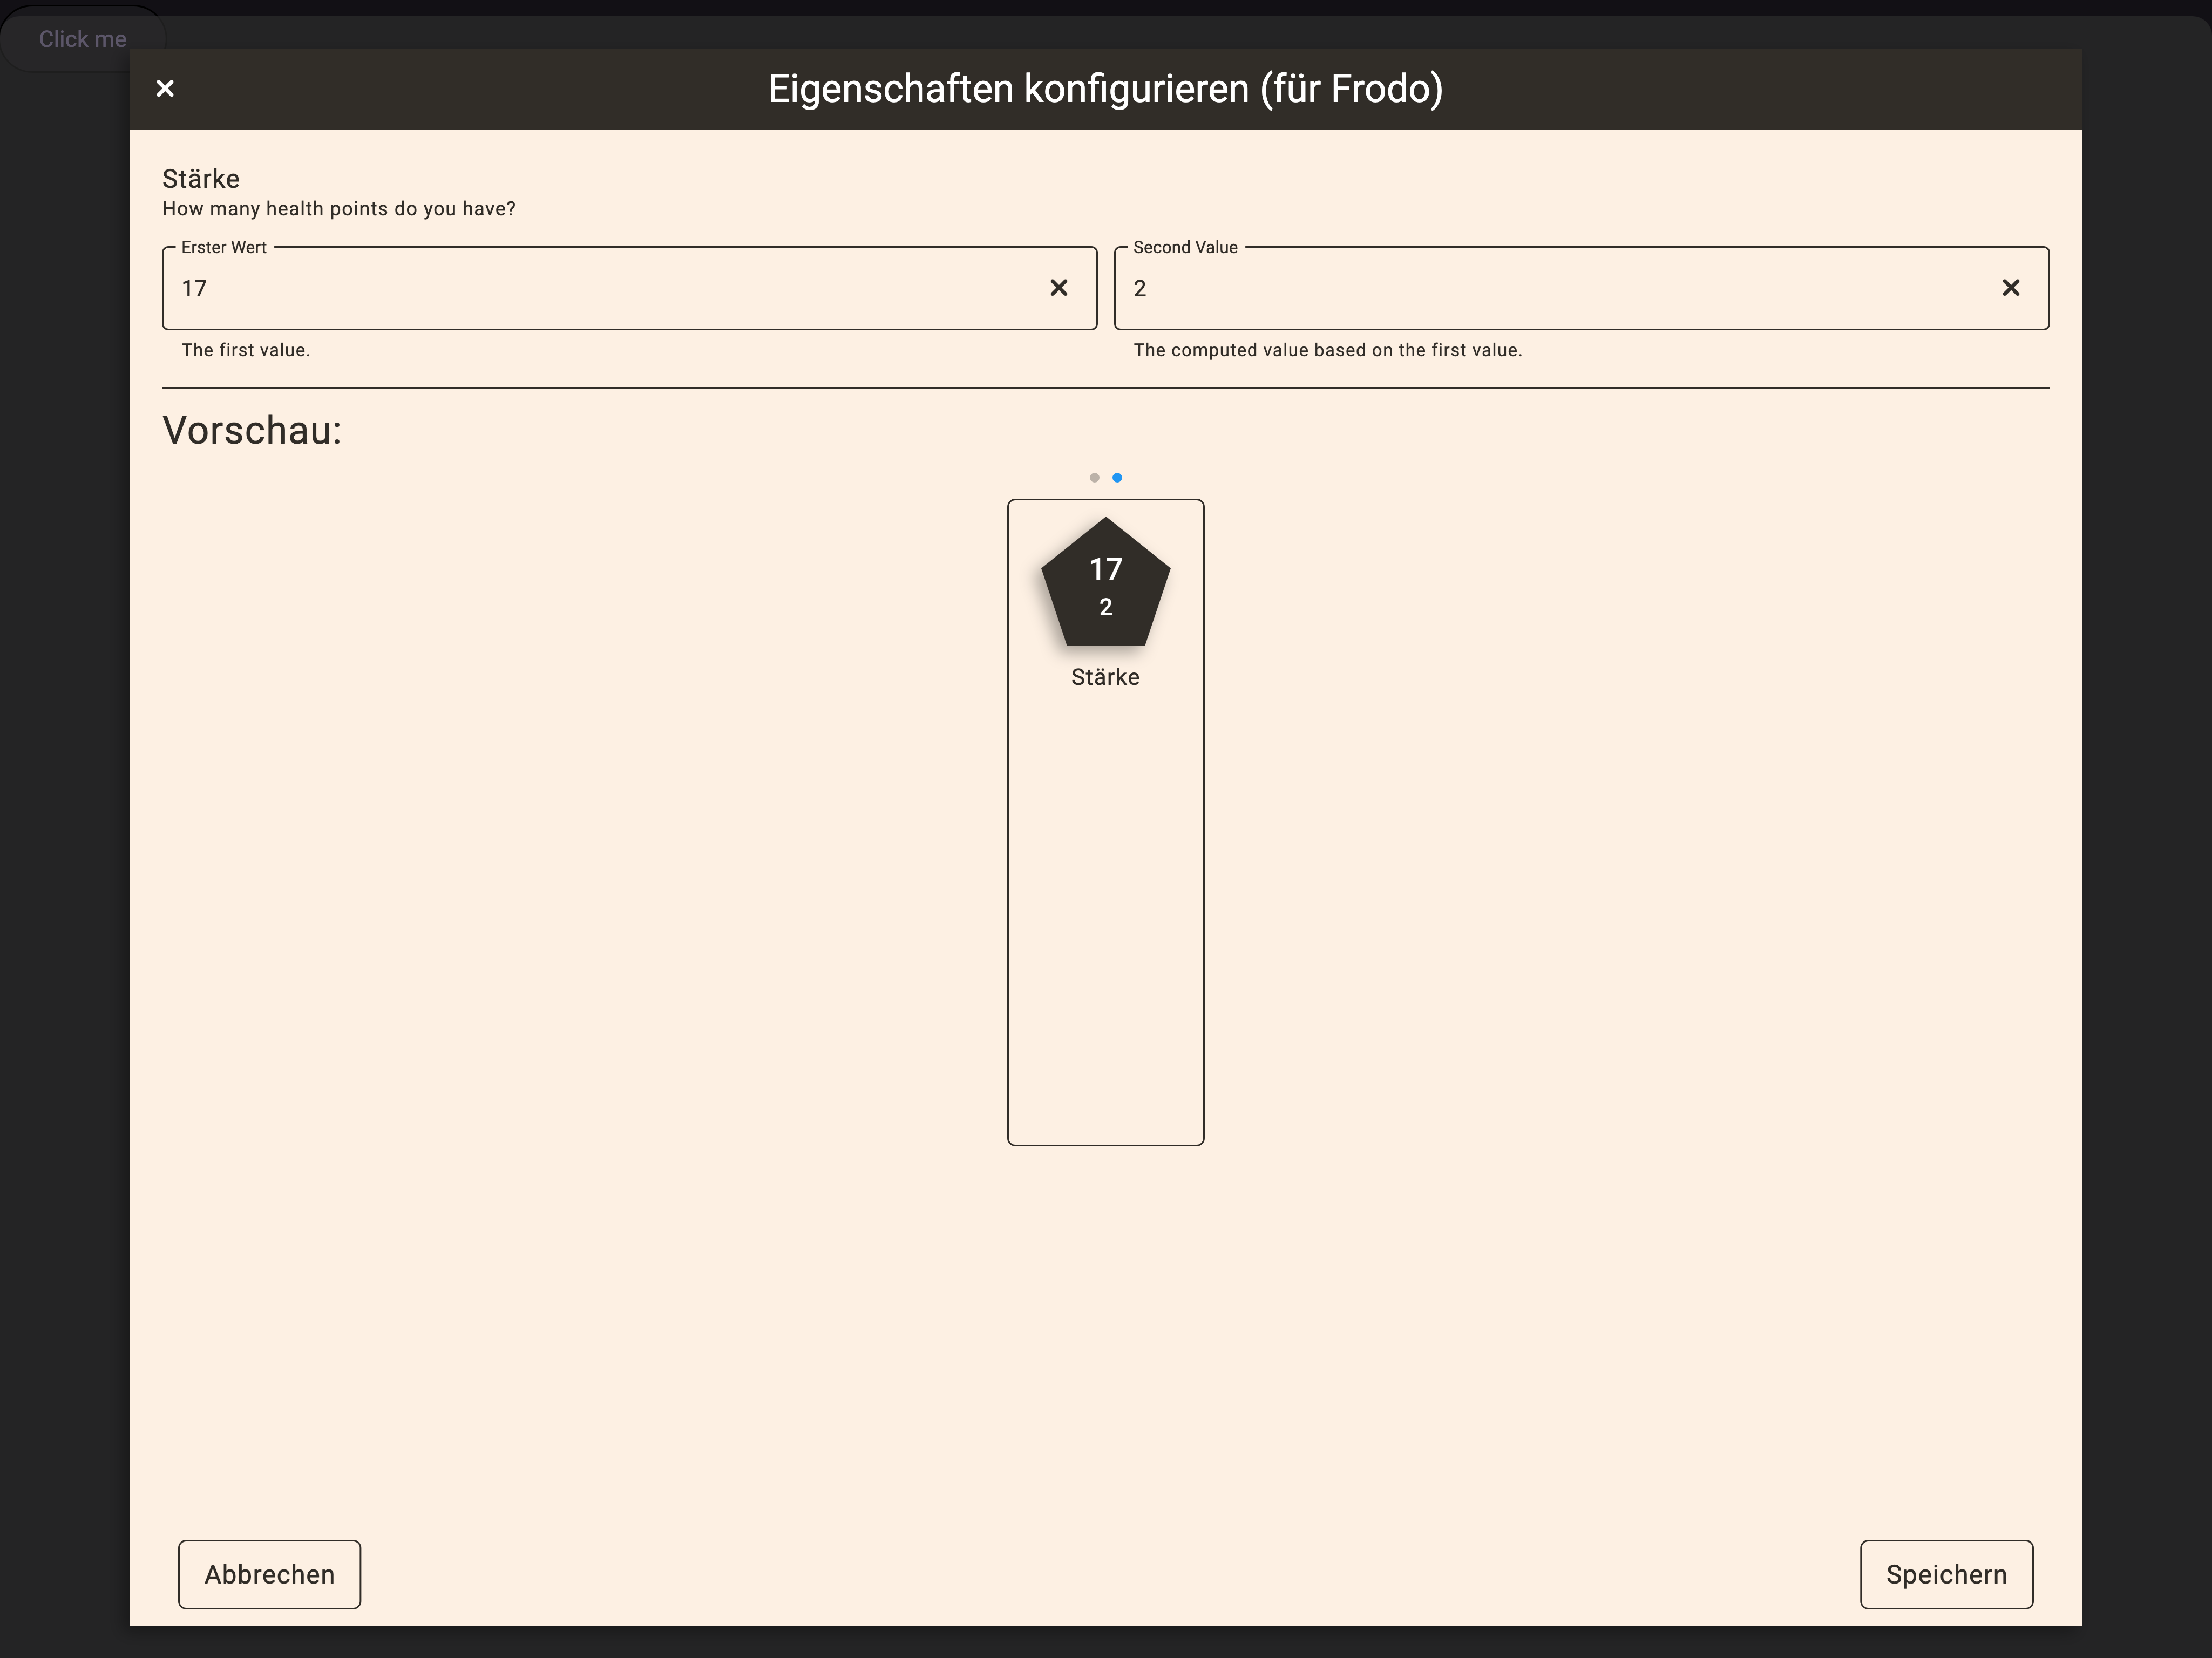 Click me
Eigenschaften konfigurieren (für Frodo)
Stärke
How many health points do you have?
Erster Wert
17
The first value.
Second Value
2
The computed value based on the first value.
Vorschau:
17
2
Stärke
Abbrechen
Speichern